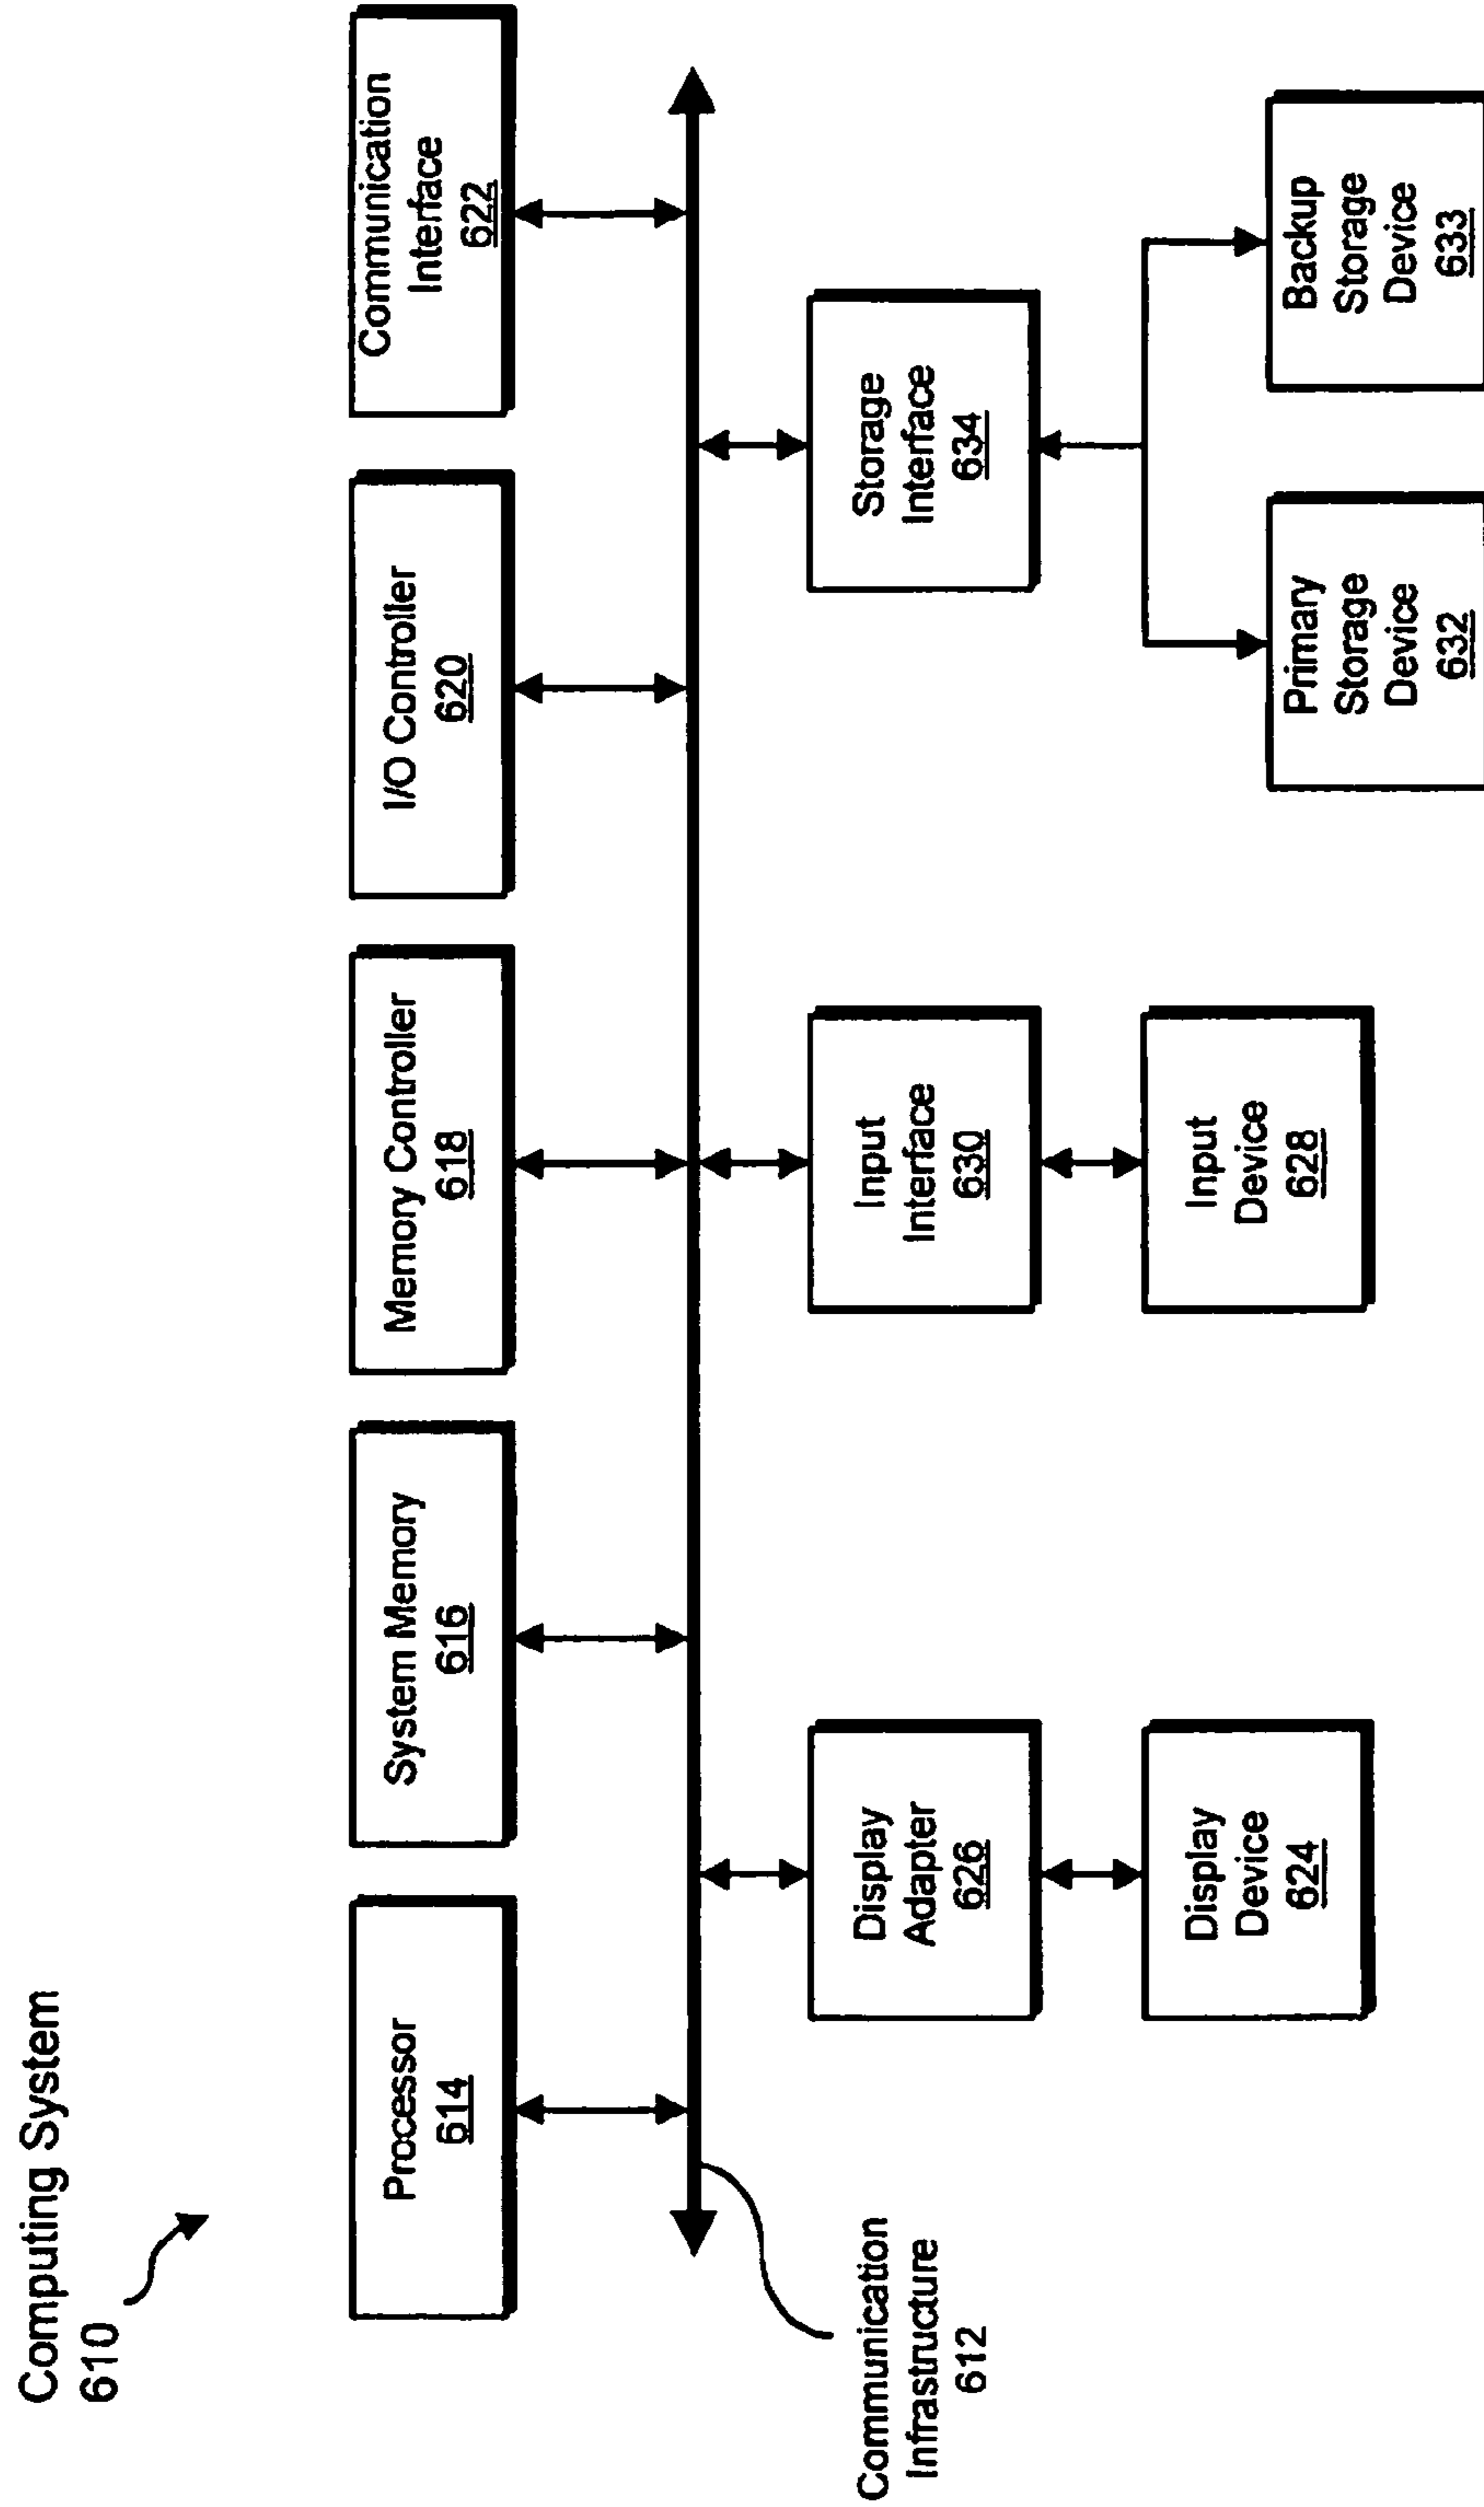 Computing System
610
Processor
614
System Memory
616
Memory Controller
618
I/O Controller
620
Communication
Interface
622
Communication
Infrastructure
612
Display
Adapter
626
Input
Interface
630
Storage
Interface
634
Display
Device
624
Input
Device
628
Primary
Storage
Device
632
Backup
Storage
Device
633